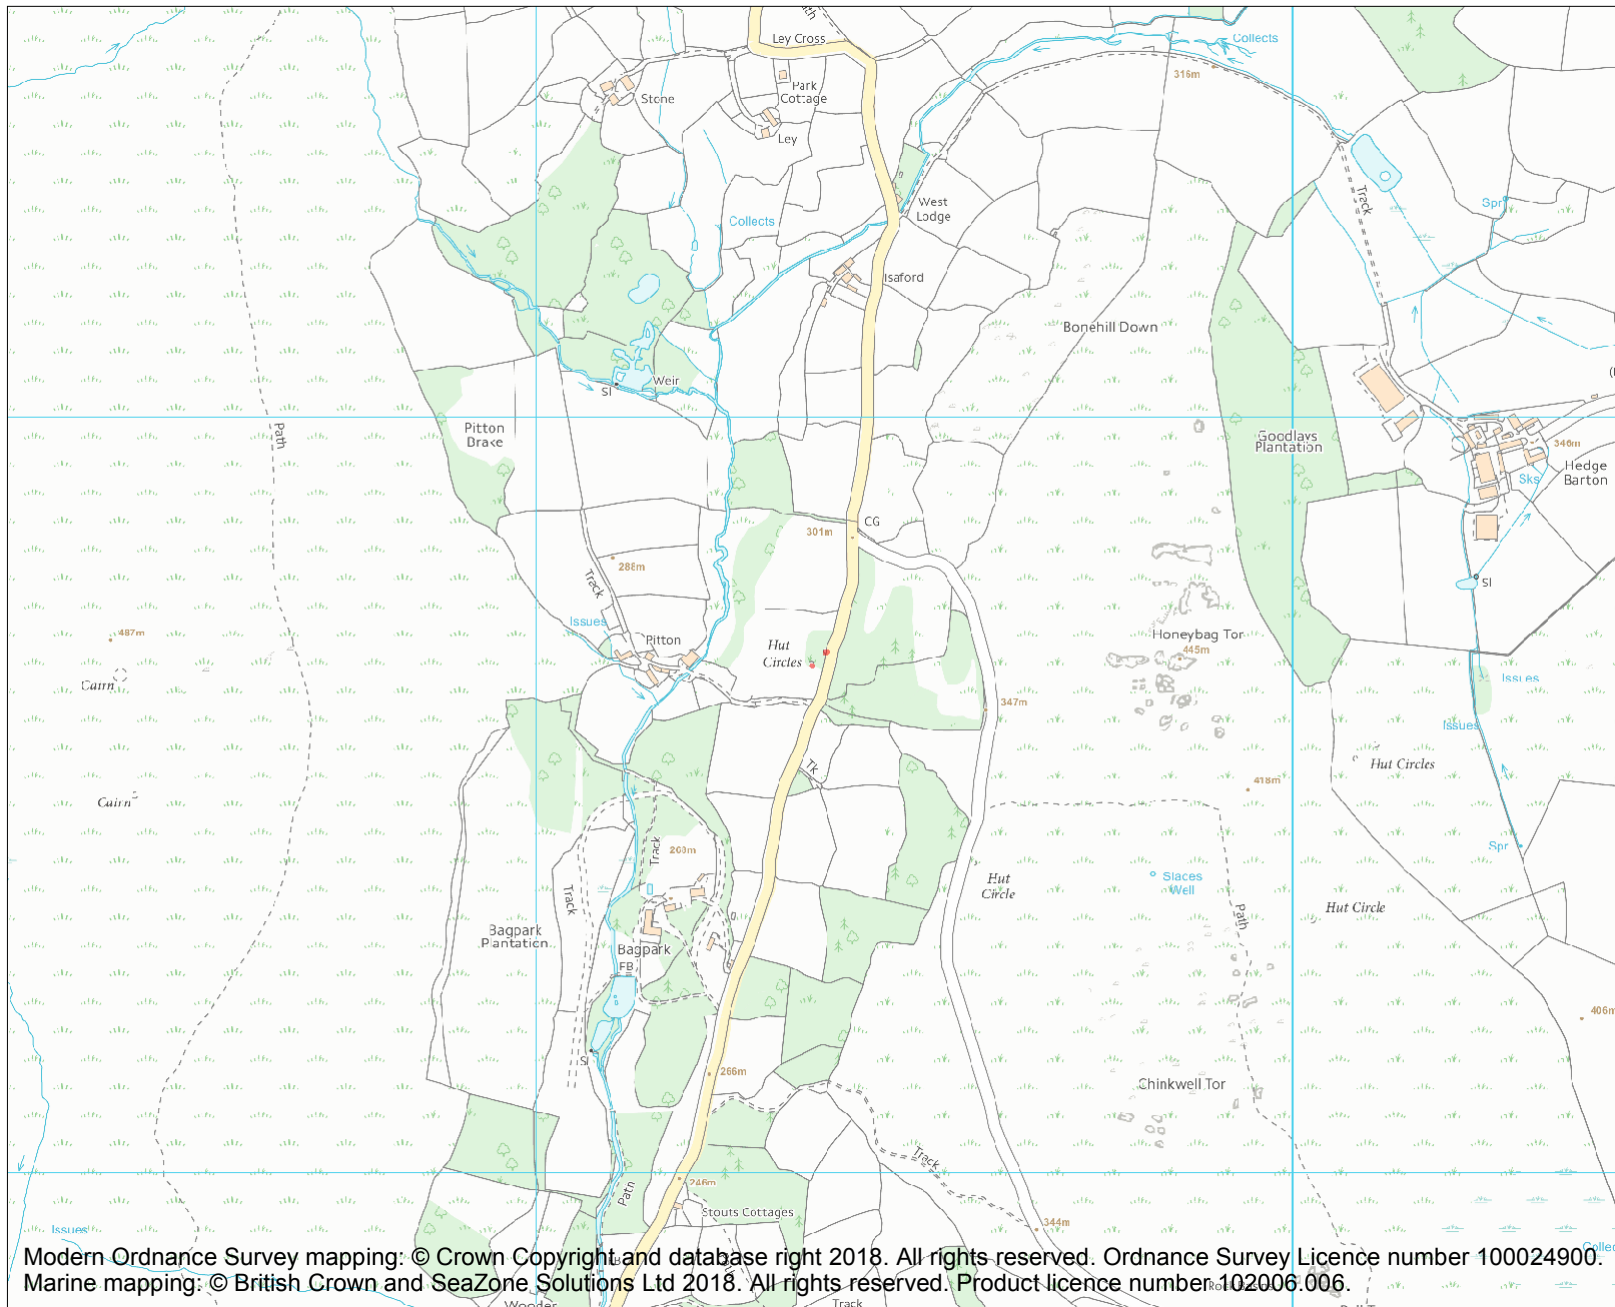 Ley Cross
Collects
316m
Park
Cottage
Stone
Ley
Track
Spr
West
Lodge
Collects
Isaford
Bonehill Down
Weir
SI
Path
Pitton
Brake
Goodlays
Plantation
346m
Hedge
Barton
Sks
CG
301m
288m
Track
SI
Issues
Pitton
Hut
Circles
Honeybag Tor
445m
487m
Cairn
Issues
347m
Issues
Hut Circles
Tk
Cairn
418m
Track
Spr
Slaces
Well
Hut
Circle
Track
Path
Hut Circle
Bagpark
Plantation
Bagpark
FB
406m
SI
266m
Chinkwell Tor
Track
Path
246m
Stouts Cottages
344m
Issues
Modern Ordnance Survey mapping: © Crown Copyright and database right 2018. All rights reserved. Ordnance Survey Licence number 100024900.
Marine mapping: © British Crown and SeaZone Solutions Ltd 2018. All rights reserved. Product licence number 102006.006.
Wooder
Track